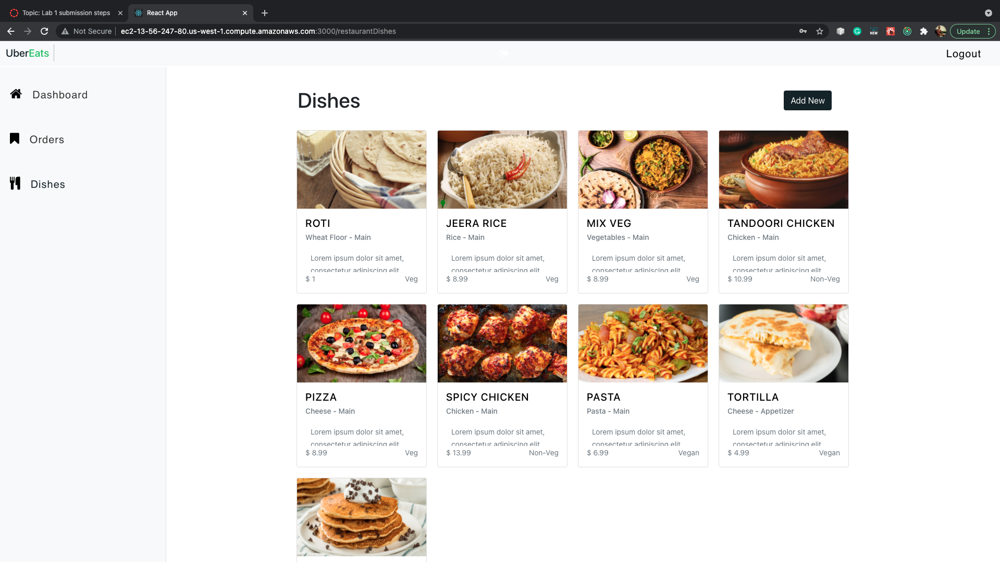 Topic: Lab 1 submission steps
React App
Not Secure
ec2-13-56-247-80.us-west-1.compute.amazonaws.com:3000/restaurantDishes
NEW
Update
UberEats
Logout
Dashboard
Orders
Dishes
Dishes
Add New
ROTI
Wheat Floor - Main
Lorem ipsum dolor sit amet,
consectetur adipiscing elit
$ 1
Veg
JEERA RICE
Rice - Main
Lorem ipsum dolor sit amet,
consectetur adipiscing elit
$ 8.99
Veg
MIX VEG
Vegetables - Main
Lorem ipsum dolor sit amet,
consectetur adipiscing elit
$ 8.99
Veg
TANDOORI CHICKEN
Chicken - Main
Lorem ipsum dolor sit amet,
consectetur adipiscing elit
$ 10.99
Non-Veg
PIZZA
Cheese - Main
Lorem ipsum dolor sit amet,
consectetur adipiscing elit
$ 8.99
Veg
SPICY CHICKEN
Chicken - Main
Lorem ipsum dolor sit amet,
consectetur adipiscing elit
$ 13.99
Non-Veg
PASTA
Pasta - Main
Lorem ipsum dolor sit amet,
consectetur adipiscing elit
$ 6.99
Vegan
TORTILLA
Cheese - Appetizer
Lorem ipsum dolor sit amet,
consectetur adipiscing elit
$ 4.99
Vegan